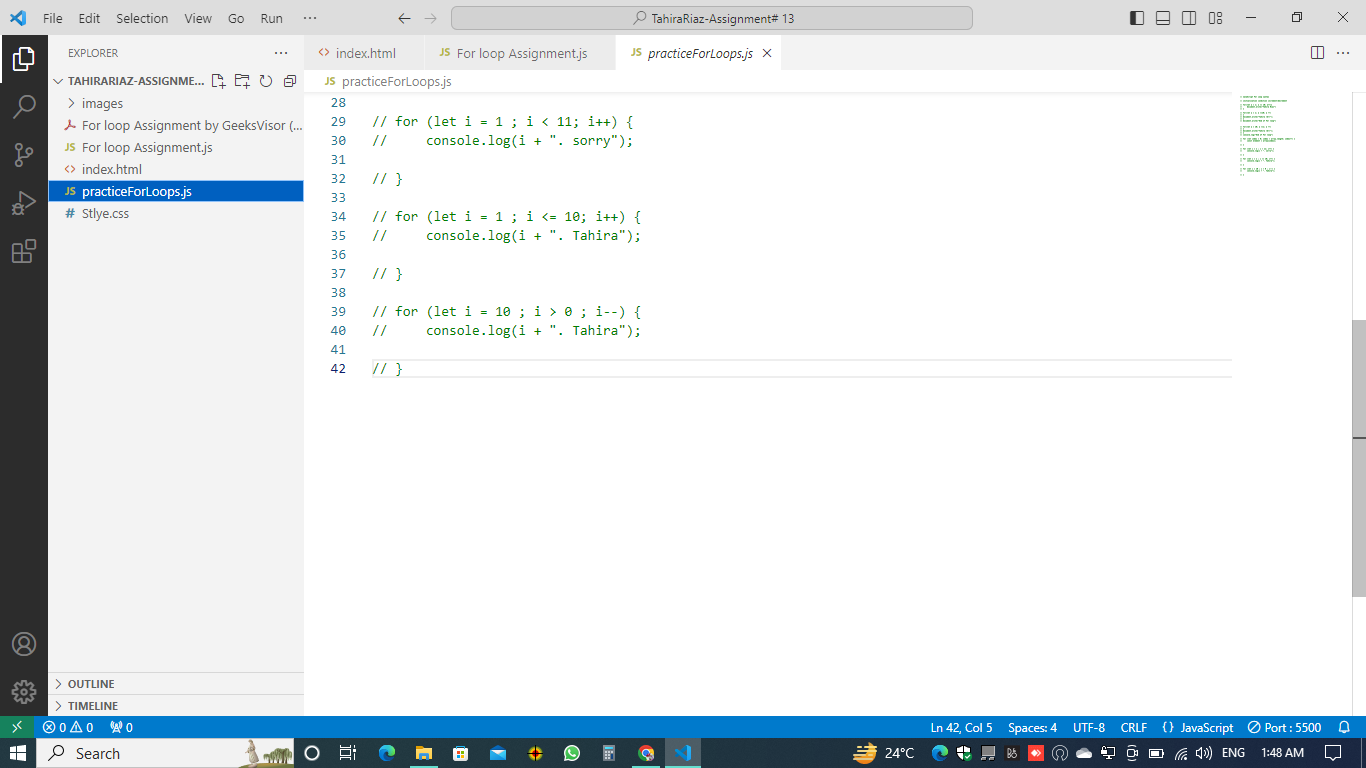 File Edit Selection View Go Run ··· TahiraRiaz-Assignment# 13
EXPLORER ···
TAHIRARIAZ-ASSIGNME...
images
For loop Assignment by GeeksVisor (...
JS For loop Assignment.js
<> index.html
JS practiceForLoops.js
# Stlye.css
OUTLINE
TIMELINE
<> index.html JS For loop Assignment.js JS practiceForLoops.js
JS practiceForLoops.js
28
29 // for (let i = 1 ; i < 11; i++) {
30 //     console.log(i + ". sorry");
31
32 // }
33
34 // for (let i = 1 ; i <= 10; i++) {
35 //     console.log(i + ". Tahira");
36
37 // }
38
39 // for (let i = 10 ; i > 0 ; i--) {
40 //     console.log(i + ". Tahira");
41
42 // }
0 0 0 Ln 42, Col 5 Spaces: 4 UTF-8 CRLF {} JavaScript Port : 5500
Search 24°C ENG 1:48 AM